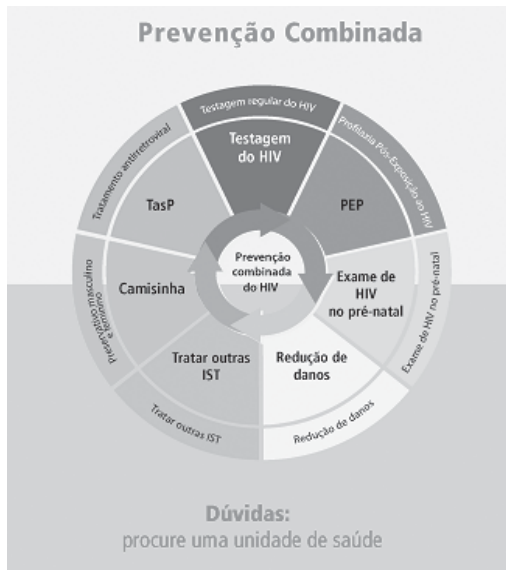 Prevenção Combinada
Testagem regular do HIV
Testagem
do HIV
Profilaxia Pós-Exposição ao HIV
PEP
Exame de HIV no pré-natal
Exame de
HIV
no pré-natal
Redução de danos
Redução de
danos
Tratar outras IST
Tratar outras
IST
Preservativo masculino
e feminino
Camisinha
Tratamento antirretroviral
TasP
Prevenção
combinada
do HIV
Dúvidas:
procure uma unidade de saúde